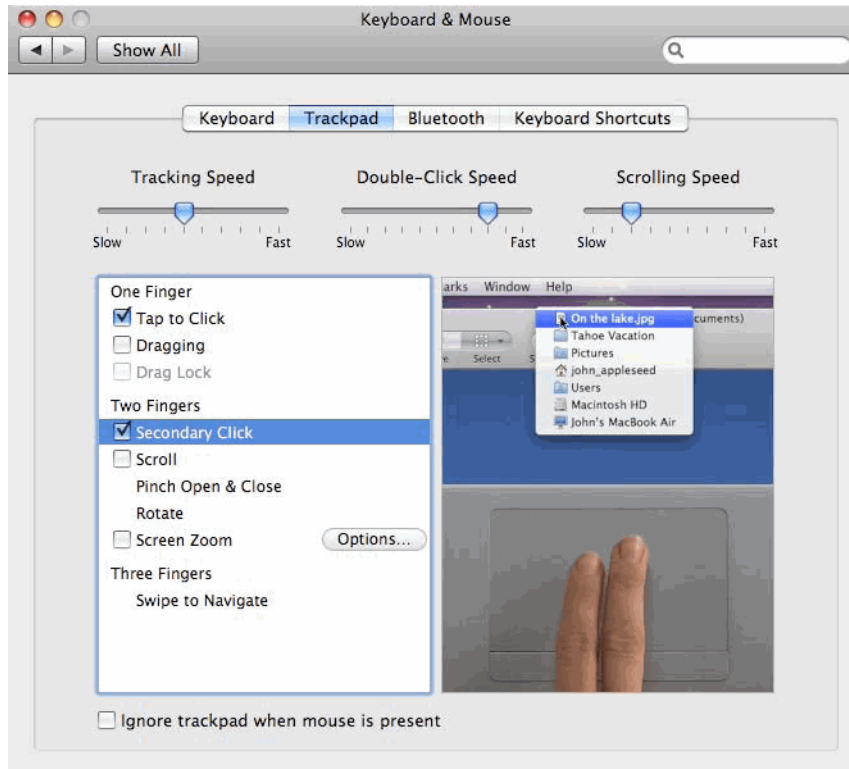 Keyboard & Mouse
Show All
Keyboard Trackpad Bluetooth Keyboard Shortcuts
Tracking Speed Double-Click Speed Scrolling Speed
Slow Fast Slow Fast Slow Fast
One Finger
Tap to Click
Dragging
Drag Lock
Two Fingers
Secondary Click
Scroll
Pinch Open & Close
Rotate
Screen Zoom Options...
Three Fingers
Swipe to Navigate
arks Window Help
On the lake.jpg cuments)
Tahoe Vacation
Select Pictures
john_appleseed
Users
Macintosh HD
John's MacBook Air
Ignore trackpad when mouse is present